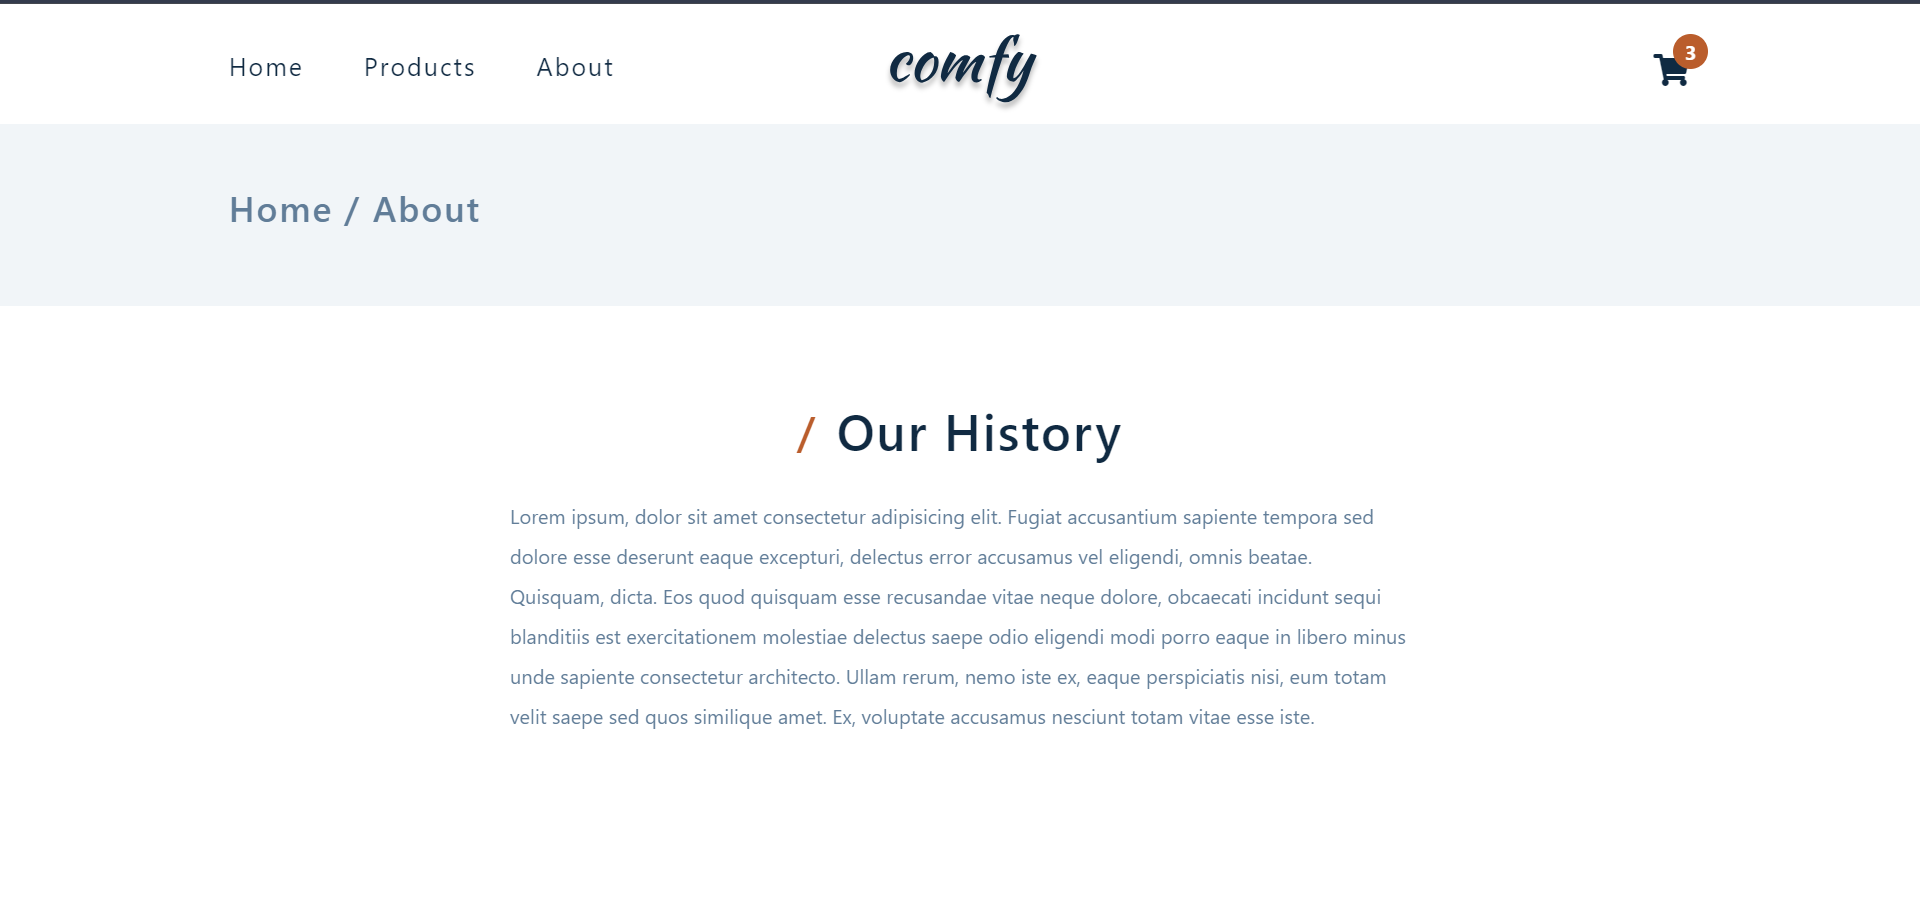 Home Products About comfy 3
Home / About
/ Our History
Lorem ipsum, dolor sit amet consectetur adipisicing elit. Fugiat accusantium sapiente tempora sed
dolore esse deserunt eaque excepturi, delectus error accusamus vel eligendi, omnis beatae.
Quisquam, dicta. Eos quod quisquam esse recusandae vitae neque dolore, obcaecati incidunt sequi
blanditiis est exercitationem molestiae delectus saepe odio eligendi modi porro eaque in libero minus
unde sapiente consectetur architecto. Ullam rerum, nemo iste ex, eaque perspiciatis nisi, eum totam
velit saepe sed quos similique amet. Ex, voluptate accusamus nesciunt totam vitae esse iste.